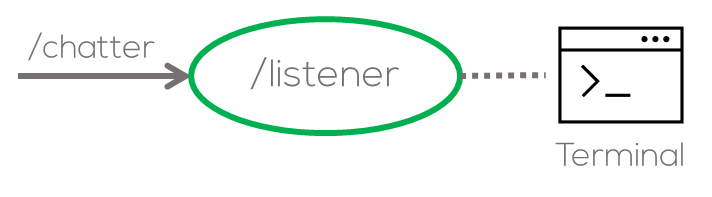 /chatter
/listener
>_
Terminal